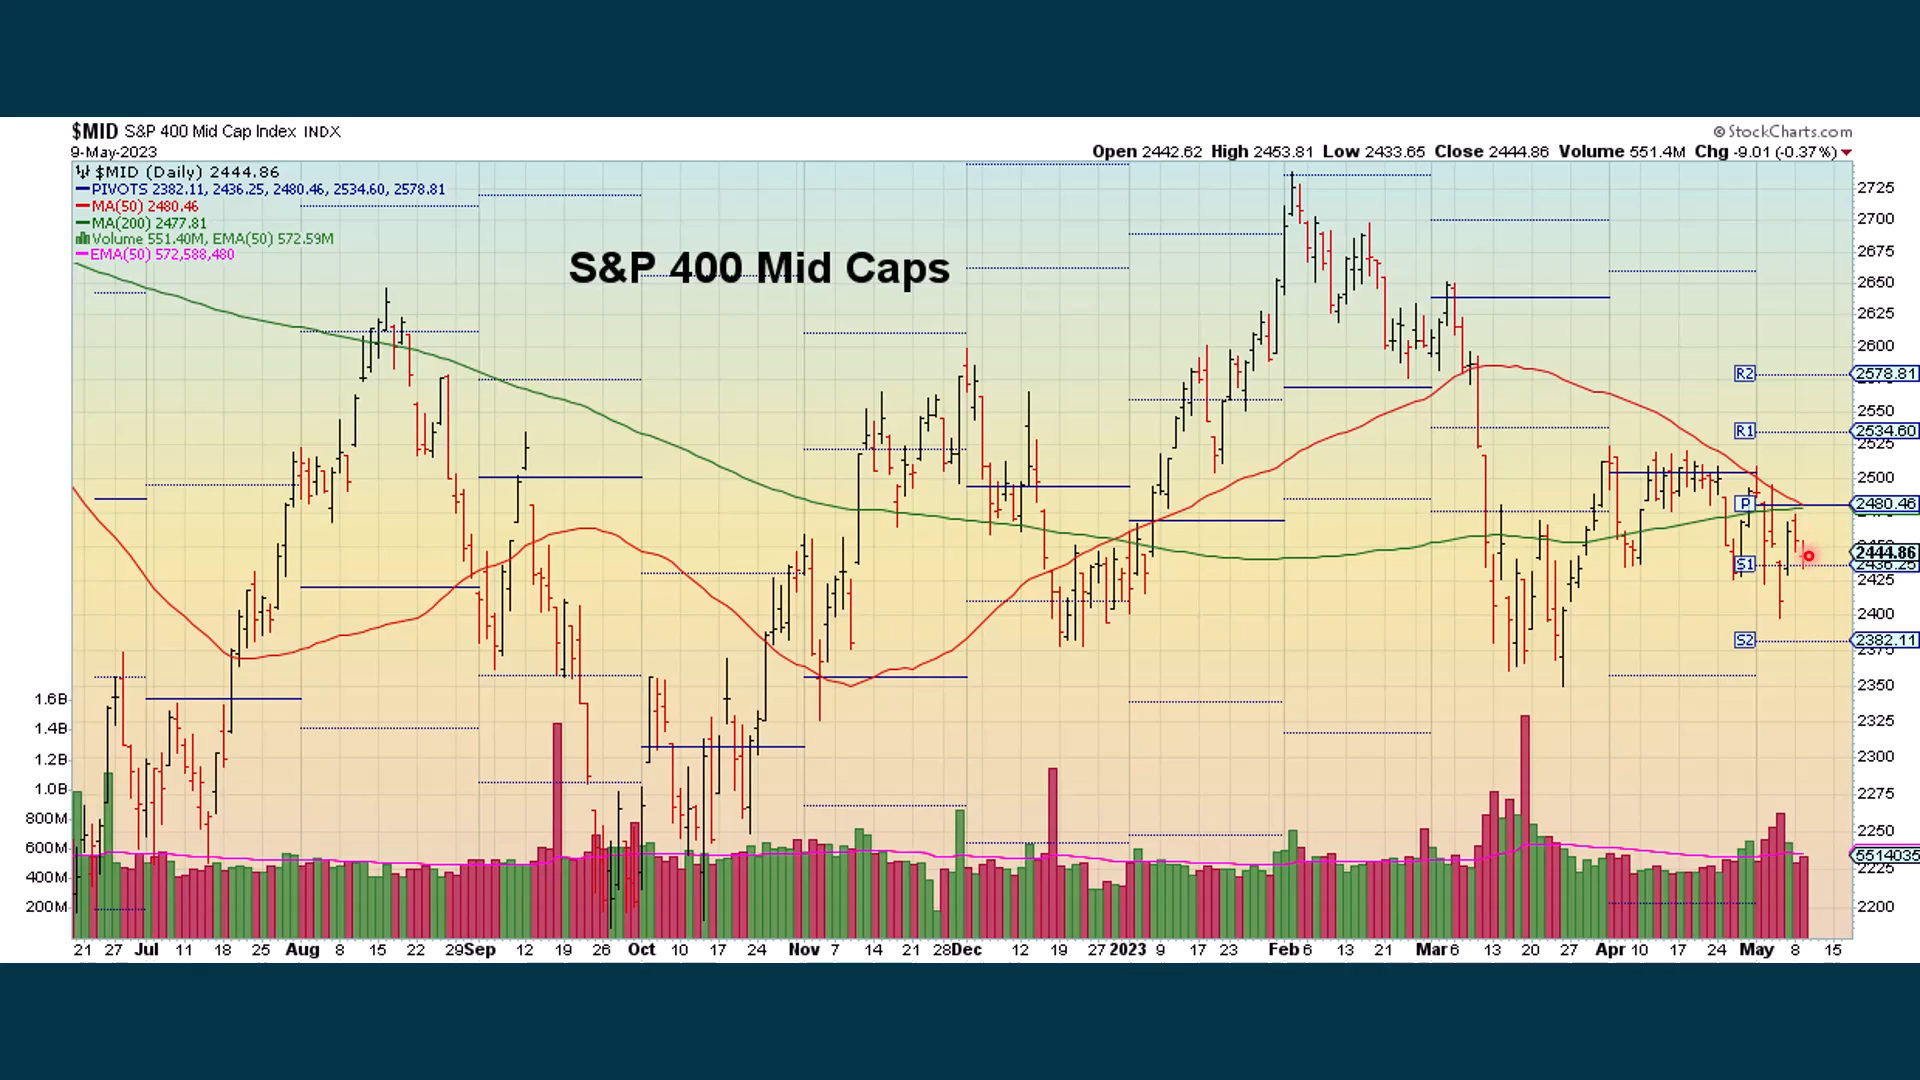 $MID S&P 400 Mid Cap Index INDX
© StockCharts.com
9-May-2023
Open 2442.62 High 2453.81 Low 2433.65 Close 2444.86 Volume 551.4M Chg -9.01 (-0.37%)
$MID (Daily) 2444.86
PIVOTS 2382.11, 2436.25, 2480.46, 2534.60, 2578.81
MA(50) 2480.46
MA(200) 2477.81
Volume 551.40M, EMA(50) 572.59M
EMA(50) 572,588,480
S&P 400 Mid Caps
2725
2700
2675
2650
2625
2600
R2
2578.81
2550
R1
2534.60
2525
2500
P
2480.46
2444.86
S1
2436.25
2425
2400
S2
2382.11
2375
2350
2325
2300
2275
2250
5514035
2225
2200
1.6B
1.4B
1.2B
1.0B
800M
600M
400M
200M
21 27 Jul 11 18 25 Aug 8 15 22 29 Sep 12 19 26 Oct 10 17 24 Nov 7 14 21 28 Dec 12 19 27 2023 9 17 23 Feb 6 13 21 Mar 6 13 20 27 Apr 10 17 24 May 8 15